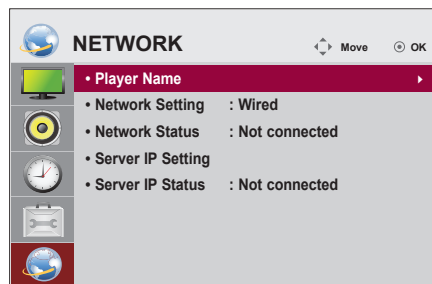 NETWORK
Move
OK
• Player Name
• Network Setting : Wired
• Network Status : Not connected
• Server IP Setting
• Server IP Status : Not connected